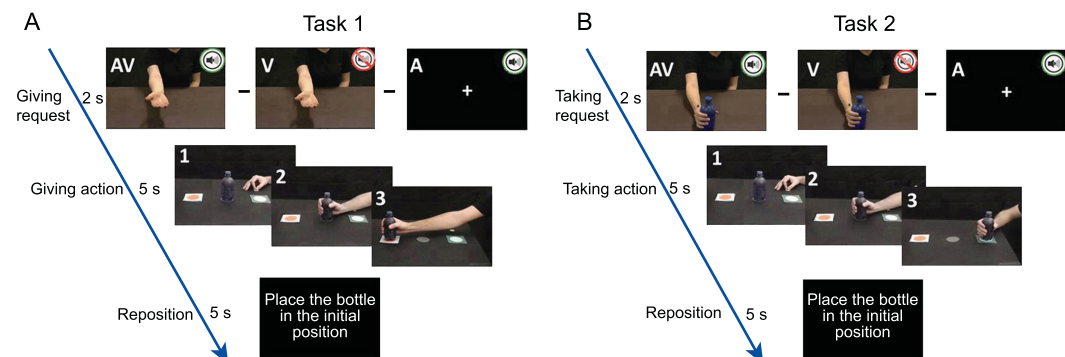 A
Task 1
AV
V
A
+
Giving
request
2 s
Giving action
5 s
1
2
3
Reposition
5 s
Place the bottle
in the initial
position
B
Task 2
AV
V
A
+
Taking
request
2 s
Taking action
5 s
1
2
3
Reposition
5 s
Place the bottle
in the initial
position